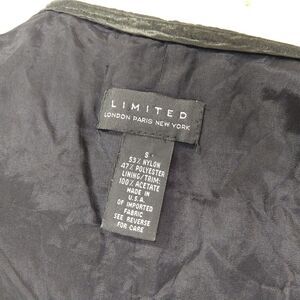 LIMITED
LONDON PARIS NEW YORK
S
53% NYLON
47% POLYESTER
LINING/TRIM:
100% ACETATE
MADE IN
U.S.A.
OF IMPORTED
FABRIC
SEE REVERSE
FOR CARE